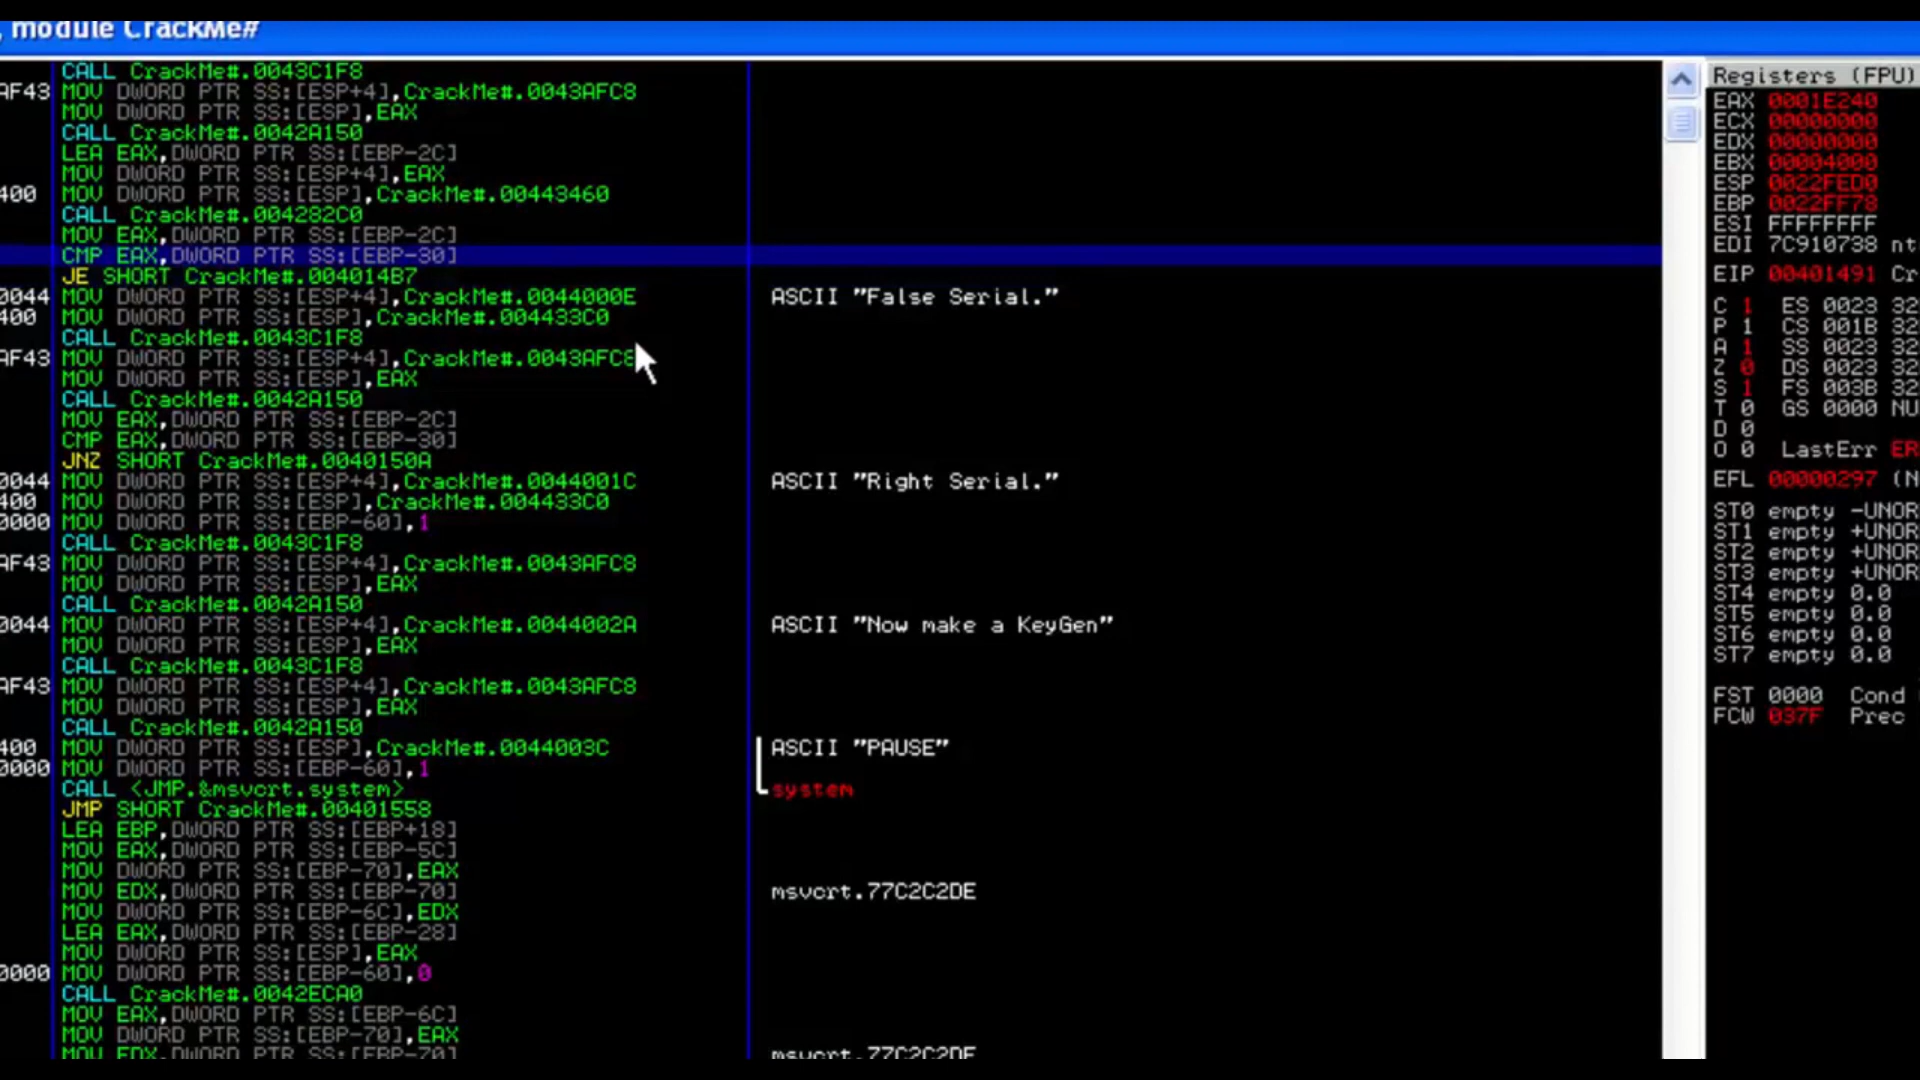 , module CrackMe#
CALL CrackMe#.0043C1F8
AF43 MOV DWORD PTR SS:[ESP+4],CrackMe#.0043AFC8
MOV DWORD PTR SS:[ESP],EAX
CALL CrackMe#.0042A150
LEA EAX,DWORD PTR SS:[EBP-2C]
MOV DWORD PTR SS:[ESP+4],EAX
400 MOV DWORD PTR SS:[ESP],CrackMe#.00443460
CALL CrackMe#.004282C0
MOV EAX,DWORD PTR SS:[EBP-2C]
CMP EAX,DWORD PTR SS:[EBP-30]
JE SHORT CrackMe#.004014B7
0044 MOV DWORD PTR SS:[ESP+4],CrackMe#.0044000E ASCII "False Serial."
400 MOV DWORD PTR SS:[ESP],CrackMe#.004433C0
CALL CrackMe#.0043C1F8
AF43 MOV DWORD PTR SS:[ESP+4],CrackMe#.0043AFC8
MOV DWORD PTR SS:[ESP],EAX
CALL CrackMe#.0042A150
MOV EAX,DWORD PTR SS:[EBP-2C]
CMP EAX,DWORD PTR SS:[EBP-30]
JNZ SHORT CrackMe#.0040150A
0044 MOV DWORD PTR SS:[ESP+4],CrackMe#.0044001C ASCII "Right Serial."
400 MOV DWORD PTR SS:[ESP],CrackMe#.004433C0
0000 MOV DWORD PTR SS:[EBP-60],1
CALL CrackMe#.0043C1F8
AF43 MOV DWORD PTR SS:[ESP+4],CrackMe#.0043AFC8
MOV DWORD PTR SS:[ESP],EAX
CALL CrackMe#.0042A150
0044 MOV DWORD PTR SS:[ESP+4],CrackMe#.0044002A ASCII "Now make a KeyGen"
MOV DWORD PTR SS:[ESP],EAX
CALL CrackMe#.0043C1F8
AF43 MOV DWORD PTR SS:[ESP+4],CrackMe#.0043AFC8
MOV DWORD PTR SS:[ESP],EAX
CALL CrackMe#.0042A150
400 MOV DWORD PTR SS:[ESP],CrackMe#.0044003C ASCII "PAUSE"
0000 MOV DWORD PTR SS:[EBP-60],1
CALL <JMP.&msvcrt.system> system
JMP SHORT CrackMe#.00401558
LEA EBP,DWORD PTR SS:[EBP+18]
MOV EAX,DWORD PTR SS:[EBP-5C]
MOV DWORD PTR SS:[EBP-70],EAX
MOV EDX,DWORD PTR SS:[EBP-70] msvcrt.77C2C2DE
MOV DWORD PTR SS:[EBP-6C],EDX
LEA EAX,DWORD PTR SS:[EBP-28]
MOV DWORD PTR SS:[ESP],EAX
0000 MOV DWORD PTR SS:[EBP-60],0
CALL CrackMe#.0042ECA0
MOV EAX,DWORD PTR SS:[EBP-6C]
MOV DWORD PTR SS:[EBP-70],EAX
MOV EDX,DWORD PTR SS:[EBP-70] msvcrt.77C2C2DE
Registers (FPU)
EAX 0001E240
ECX 00000000
EDX 00000000
EBX 00004000
ESP 0022FED0
EBP 0022FF78
ESI FFFFFFFF
EDI 7C910738 nt
EIP 00401491 Cr
C 1 ES 0023 32
P 1 CS 001B 32
A 1 SS 0023 32
Z 0 DS 0023 32
S 1 FS 003B 32
T 0 GS 0000 NU
D 0
O 0 LastErr ER
EFL 00000297 (N
ST0 empty -UNOR
ST1 empty +UNOR
ST2 empty +UNOR
ST3 empty +UNOR
ST4 empty 0.0
ST5 empty 0.0
ST6 empty 0.0
ST7 empty 0.0
FST 0000 Cond
FCW 037F Prec